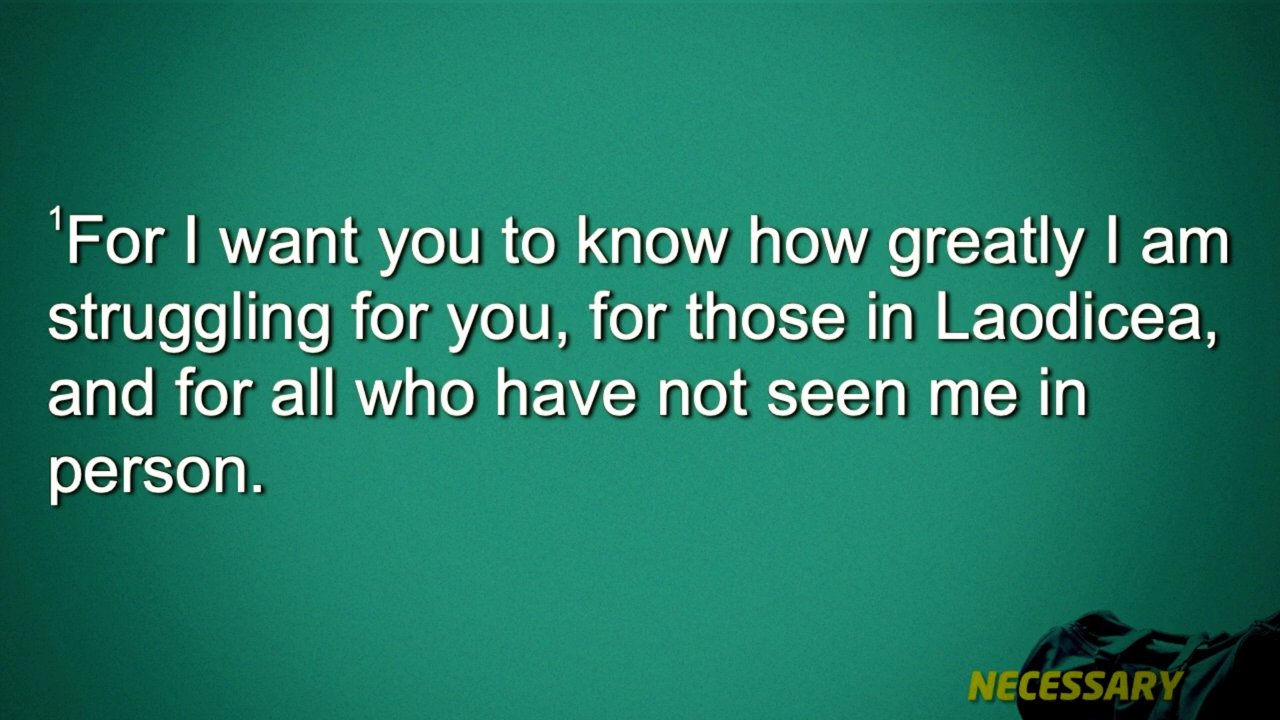 ¹For I want you to know how greatly I am
struggling for you, for those in Laodicea,
and for all who have not seen me in
person.
NECESSARY